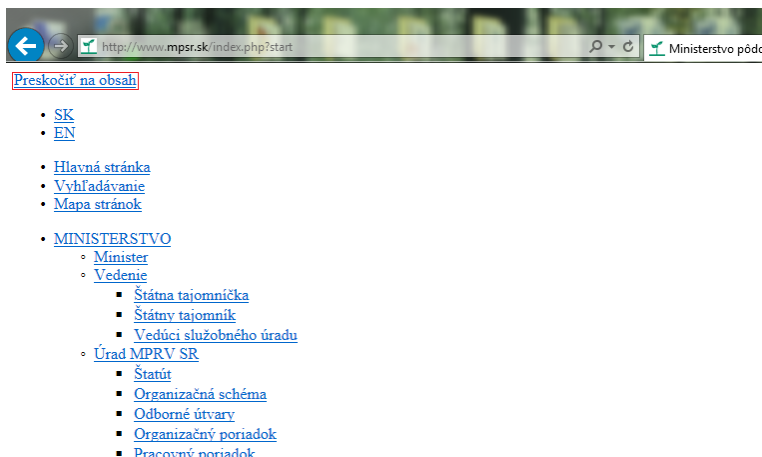 http://www.mpsr.sk/index.php?start
Ministerstvo
Preskočiť na obsah
SK
EN
Hlavná stránka
Vyhľadávanie
Mapa stránok
MINISTERSTVO
Minister
Vedenie
Štátna tajomníčka
Štátny tajomník
Vedúci služobného úradu
Úrad MPRV SR
Štatút
Organizačná schéma
Odborné útvary
Organizačný poriadok
Pracovný poriadok